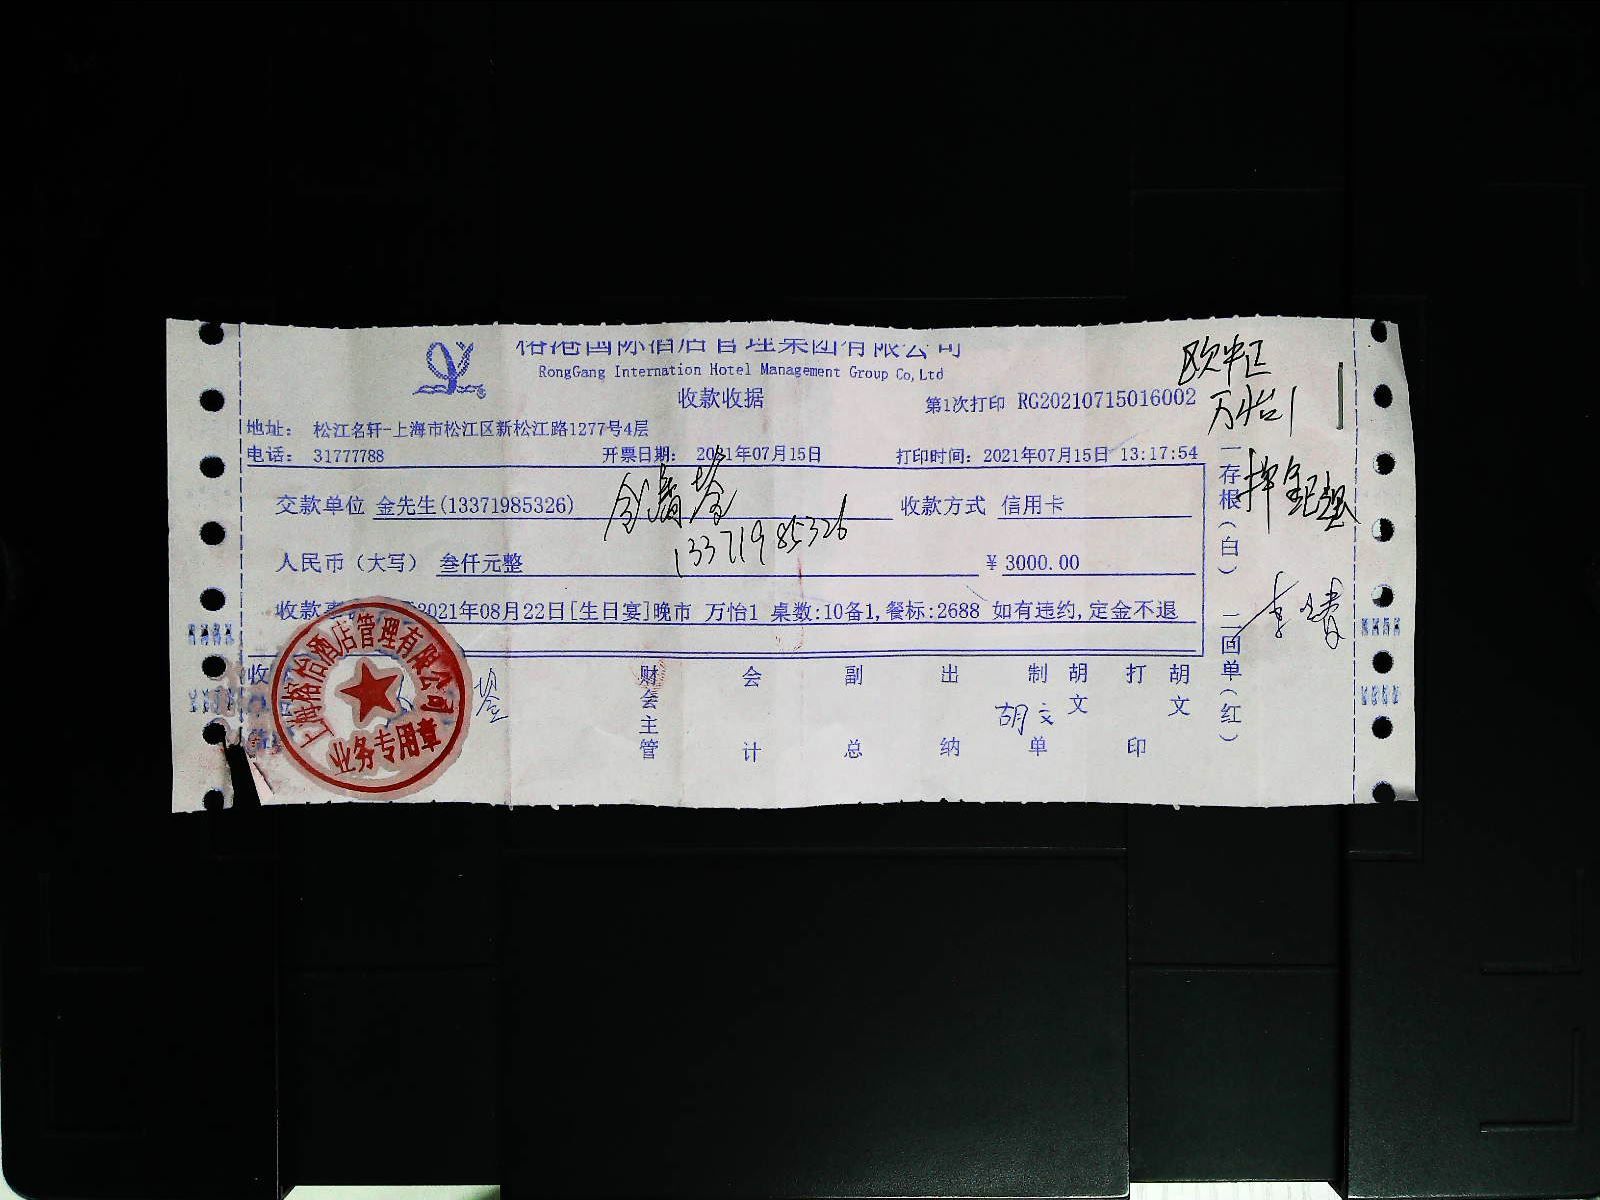 榕港国际酒店管理集团有限公司
RongGang Internation Hotel Management Group Co,Ltd
收款收据
第1次打印 RG20210715016002
地址： 松江名轩-上海市松江区新松江路1277号4层
电话： 31777788
开票日期： 2021年07月15日
打印时间：2021年07月15日 13:17:54
交款单位 金先生(13371985326)
13371985326
收款方式 信用卡
人民币（大写） 叁仟元整
¥ 3000.00
收款事 2021年08月22日[生日宴]晚市 万怡1 桌数:10备1,餐标:2688 如有违约,定金不退
收
财会主管
会计
副总
出纳
制单
胡文
胡文
打印
胡文
一存根（白） 二回单（红）
万怡1
上海榕怡酒店管理有限公司
业务专用章